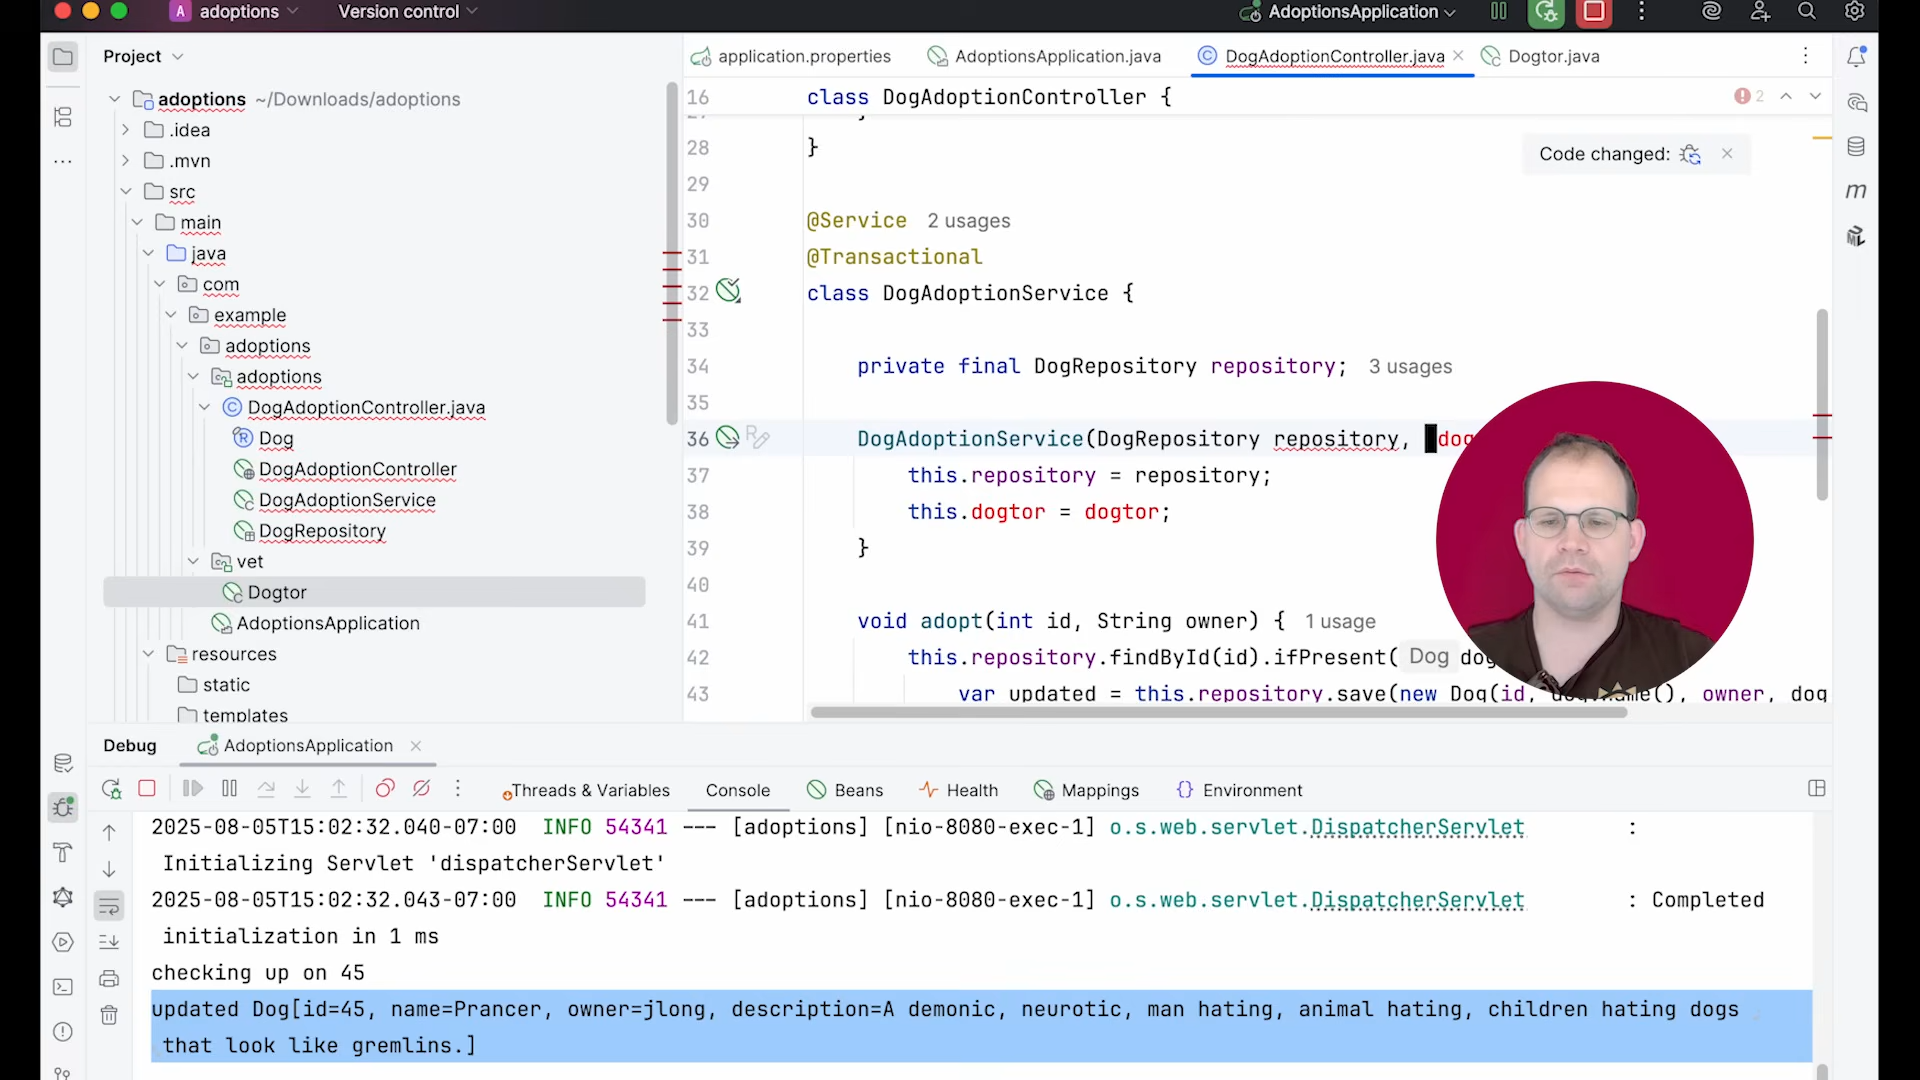 A adoptions Version control AdoptionsApplication
Project
application.properties AdoptionsApplication.java DogAdoptionController.java Dogtor.java
adoptions ~/Downloads/adoptions
.idea
.mvn
src
main
java
com
example
adoptions
adoptions
DogAdoptionController.java
Dog
DogAdoptionController
DogAdoptionService
DogRepository
vet
Dogtor
AdoptionsApplication
resources
static
templates
16 class DogAdoptionController {
2
28 }
Code changed:
29
30 @Service 2 usages
31 @Transactional
32 class DogAdoptionService {
33
34 private final DogRepository repository; 3 usages
35
36 DogAdoptionService(DogRepository repository, dog
37 this.repository = repository;
38 this.dogtor = dogtor;
39 }
40
41 void adopt(int id, String owner) { 1 usage
42 this.repository.findById(id).ifPresent( Dog dog
43 var updated = this.repository.save(new Dog(id, dog.name(), owner, dog
Debug AdoptionsApplication
Threads & Variables Console Beans Health Mappings Environment
2025-08-05T15:02:32.040-07:00 INFO 54341 --- [adoptions] [nio-8080-exec-1] o.s.web.servlet.DispatcherServlet :
Initializing Servlet 'dispatcherServlet'
2025-08-05T15:02:32.043-07:00 INFO 54341 --- [adoptions] [nio-8080-exec-1] o.s.web.servlet.DispatcherServlet : Completed
initialization in 1 ms
checking up on 45
updated Dog[id=45, name=Prancer, owner=jlong, description=A demonic, neurotic, man hating, animal hating, children hating dogs
that look like gremlins.]